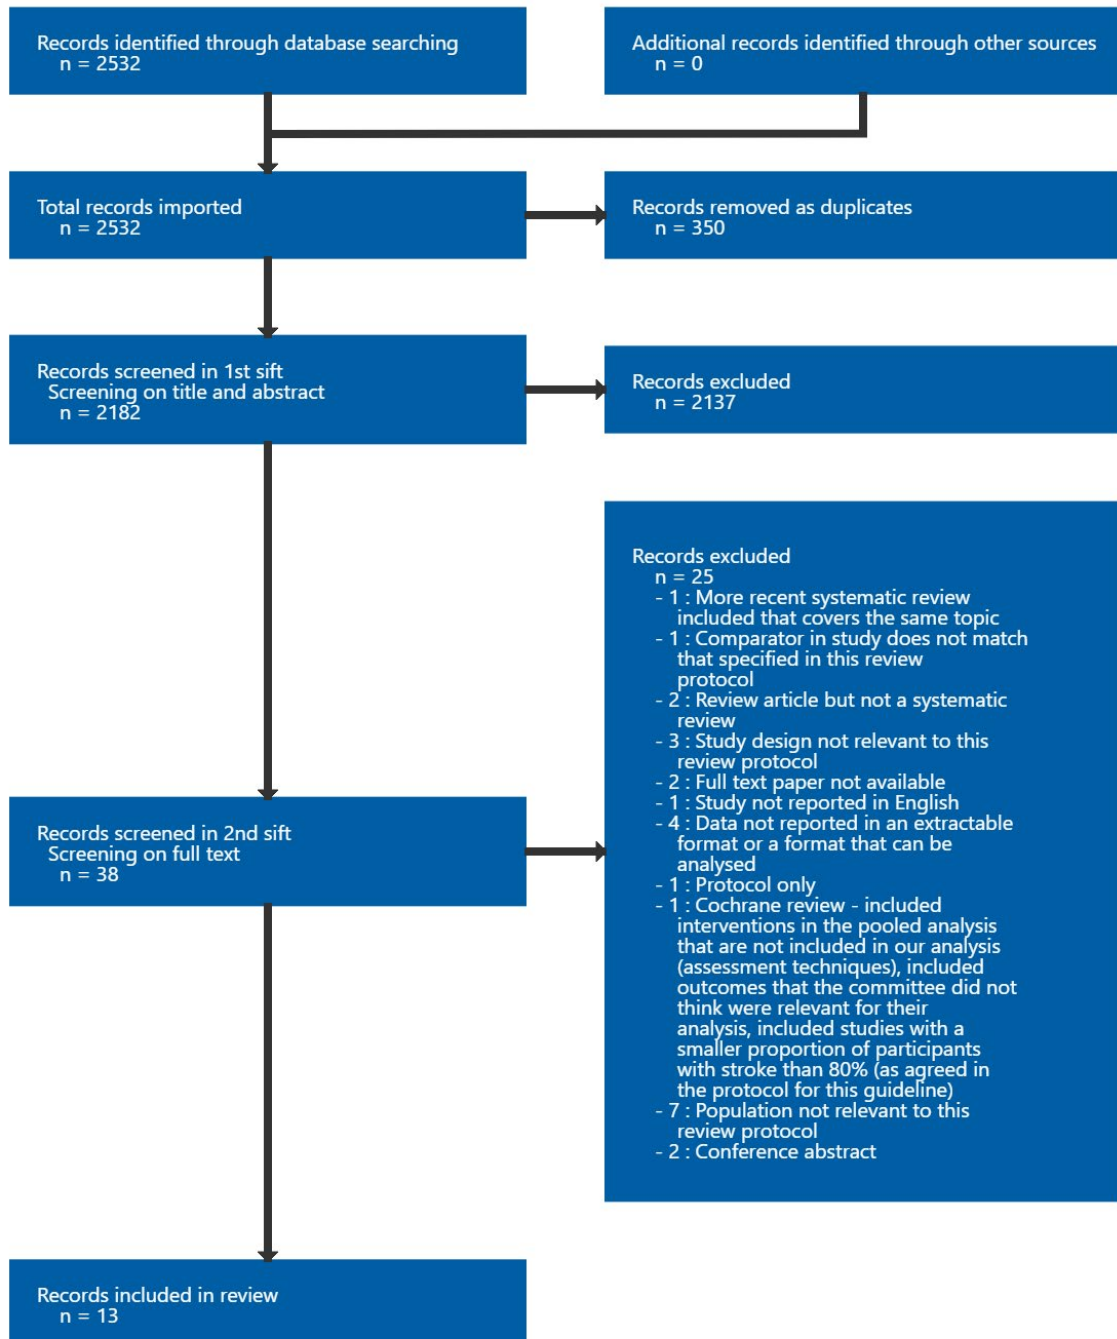 Records identified through database searching
n = 2532
Additional records identified through other sources
n = 0
Total records imported
n = 2532
Records removed as duplicates
n = 350
Records screened in 1st sift
Screening on title and abstract
n = 2182
Records excluded
n = 2137
Records screened in 2nd sift
Screening on full text
n = 38
Records excluded
n = 25
- 1 : More recent systematic review
included that covers the same topic
- 1 : Comparator in study does not match
that specified in this review
protocol
- 2 : Review article but not a systematic
review
- 3 : Study design not relevant to this
review protocol
- 2 : Full text paper not available
- 1 : Study not reported in English
- 4 : Data not reported in an extractable
format or a format that can be
analysed
- 1 : Protocol only
- 1 : Cochrane review - included
interventions in the pooled analysis
that are not included in our analysis
(assessment techniques), included
outcomes that the committee did not
think were relevant for their
analysis, included studies with a
smaller proportion of participants
with stroke than 80% (as agreed in
the protocol for this guideline)
- 7 : Population not relevant to this
review protocol
- 2 : Conference abstract
Records included in review
n = 13